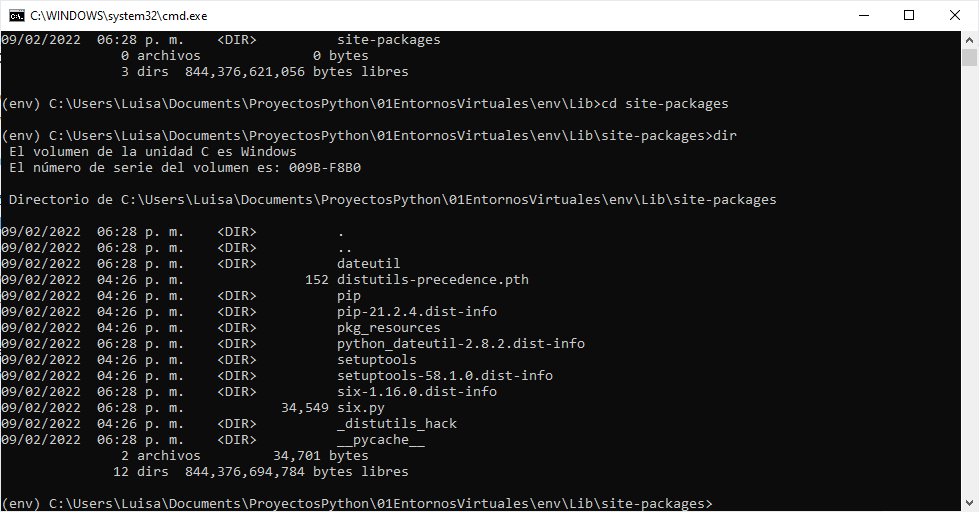 C:\WINDOWS\system32\cmd.exe
09/02/2022  06:28 p. m.    <DIR>          site-packages
               0 archivos              0 bytes
               3 dirs  844,376,621,056 bytes libres
(env) C:\Users\Luisa\Documents\ProyectosPython\01EntornosVirtuales\env\Lib>cd site-packages
(env) C:\Users\Luisa\Documents\ProyectosPython\01EntornosVirtuales\env\Lib\site-packages>dir
 El volumen de la unidad C es Windows
 El número de serie del volumen es: 009B-F8B0
 Directorio de C:\Users\Luisa\Documents\ProyectosPython\01EntornosVirtuales\env\Lib\site-packages
09/02/2022  06:28 p. m.    <DIR>          .
09/02/2022  06:28 p. m.    <DIR>          ..
09/02/2022  06:28 p. m.    <DIR>          dateutil
09/02/2022  04:26 p. m.               152 distutils-precedence.pth
09/02/2022  04:26 p. m.    <DIR>          pip
09/02/2022  04:26 p. m.    <DIR>          pip-21.2.4.dist-info
09/02/2022  04:26 p. m.    <DIR>          pkg_resources
09/02/2022  06:28 p. m.    <DIR>          python_dateutil-2.8.2.dist-info
09/02/2022  04:26 p. m.    <DIR>          setuptools
09/02/2022  04:26 p. m.    <DIR>          setuptools-58.1.0.dist-info
09/02/2022  06:28 p. m.    <DIR>          six-1.16.0.dist-info
09/02/2022  06:28 p. m.            34,549 six.py
09/02/2022  04:26 p. m.    <DIR>          _distutils_hack
09/02/2022  06:28 p. m.    <DIR>          __pycache__
               2 archivos         34,701 bytes
              12 dirs  844,376,694,784 bytes libres
(env) C:\Users\Luisa\Documents\ProyectosPython\01EntornosVirtuales\env\Lib\site-packages>